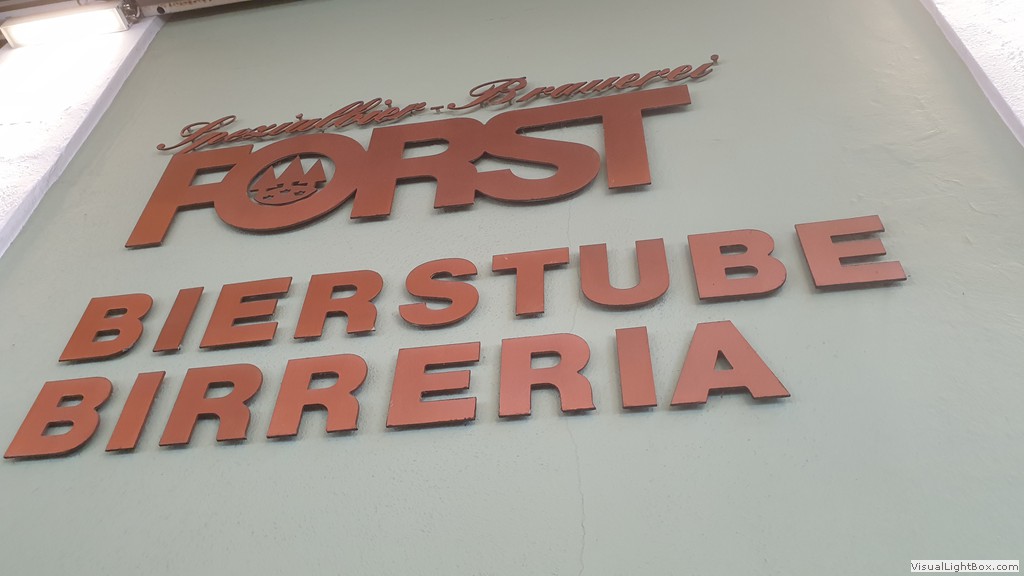 Spezialbier-Brauerei
FORST
BIERSTUBE
BIRRERIA
VisualLightBox.com